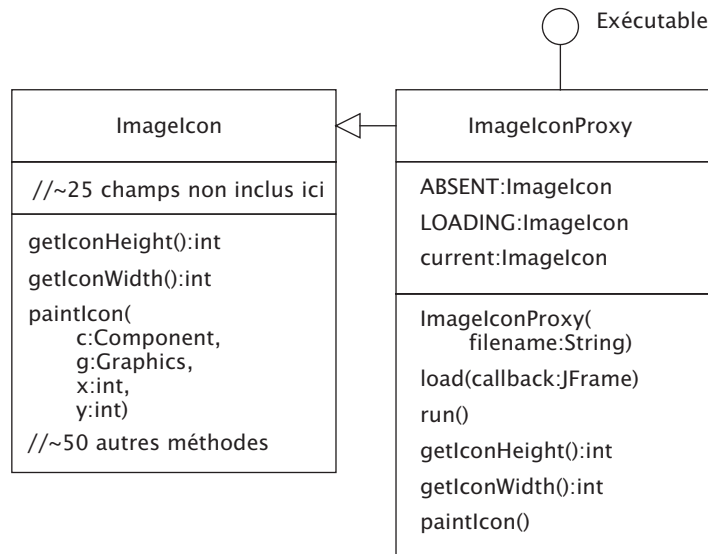 Exécutable
ImageIcon
//~25 champs non inclus ici
getIconHeight():int
getIconWidth():int
paintIcon(
c:Component,
g:Graphics,
x:int,
y:int)
//~50 autres méthodes
ImageIconProxy
ABSENT:ImageIcon
LOADING:ImageIcon
current:ImageIcon
ImageIconProxy(
filename:String)
load(callback:JFrame)
run()
getIconHeight():int
getIconWidth():int
paintIcon()